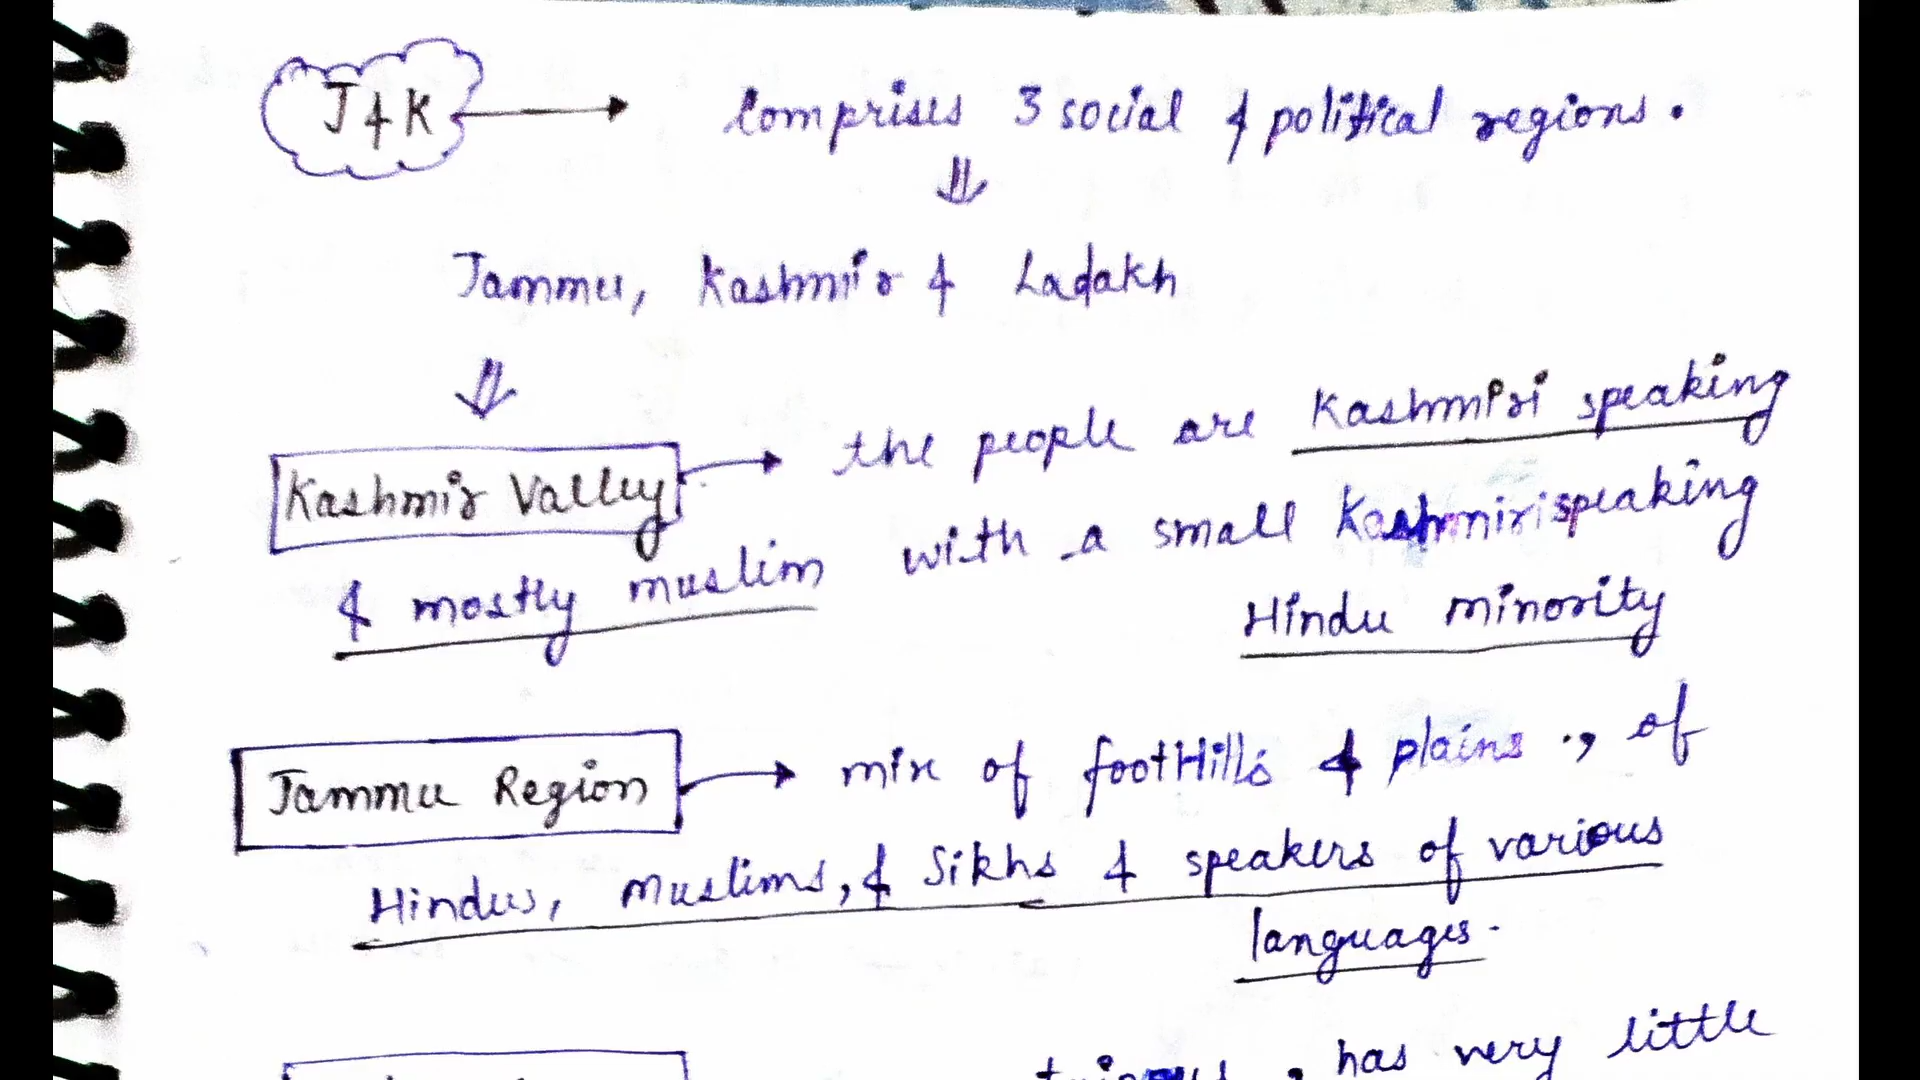 J & K → Comprises 3 social & political regions.
Jammu, Kashmir & Ladakh
Kashmir Valley → the people are Kashmiri speaking
& mostly muslim with a small Kashmiri speaking
Hindu minority
Jammu Region → mix of footHills & plains ., of
Hindus, Muslims, & Sikhs & speakers of various
languages.
, has very little